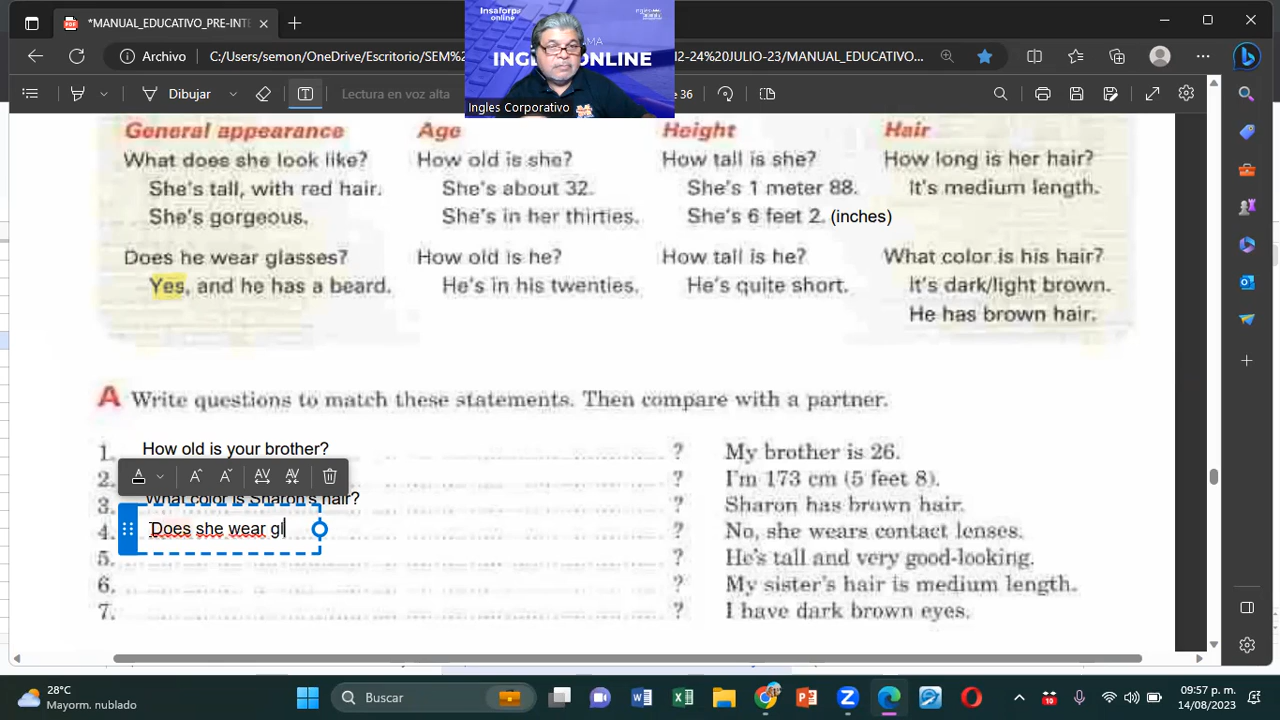 *MANUAL_EDUCATIVO_PRE-INTE
Archivo
C:/Users/semon/OneDrive/Escritorio/SEM%
2-24%20JULIO-23/MANUAL_EDUCATIVO...
Dibujar
Lectura en voz alta
e 36
Insaforp
online
INGL ONLINE
Ingles Corporativo
General appearance
What does she look like?
She's tall, with red hair.
She's gorgeous.
Does he wear glasses?
Yes, and he has a beard.
Age
How old is she?
She's about 32.
She's in her thirties.
How old is he?
He's in his twenties.
Height
How tall is she?
She's 1 meter 88.
She's 6 feet 2. (inches)
How tall is he?
He's quite short.
Hair
How long is her hair?
It's medium length.
What color is his hair?
It's dark/light brown.
He has brown hair.
A Write questions to match these statements. Then compare with a partner.
1. How old is your brother? ? My brother is 26.
2. ? I'm 173 cm (5 feet 8).
3. What color is Sharon's hair? ? Sharon has brown hair.
4. Does she wear gl ? No, she wears contact lenses.
5. ? He's tall and very good-looking.
6. ? My sister's hair is medium length.
7. ? I have dark brown eyes.
28°C
Mayorm. nublado
Buscar
10
09:57 p. m.
14/08/2023